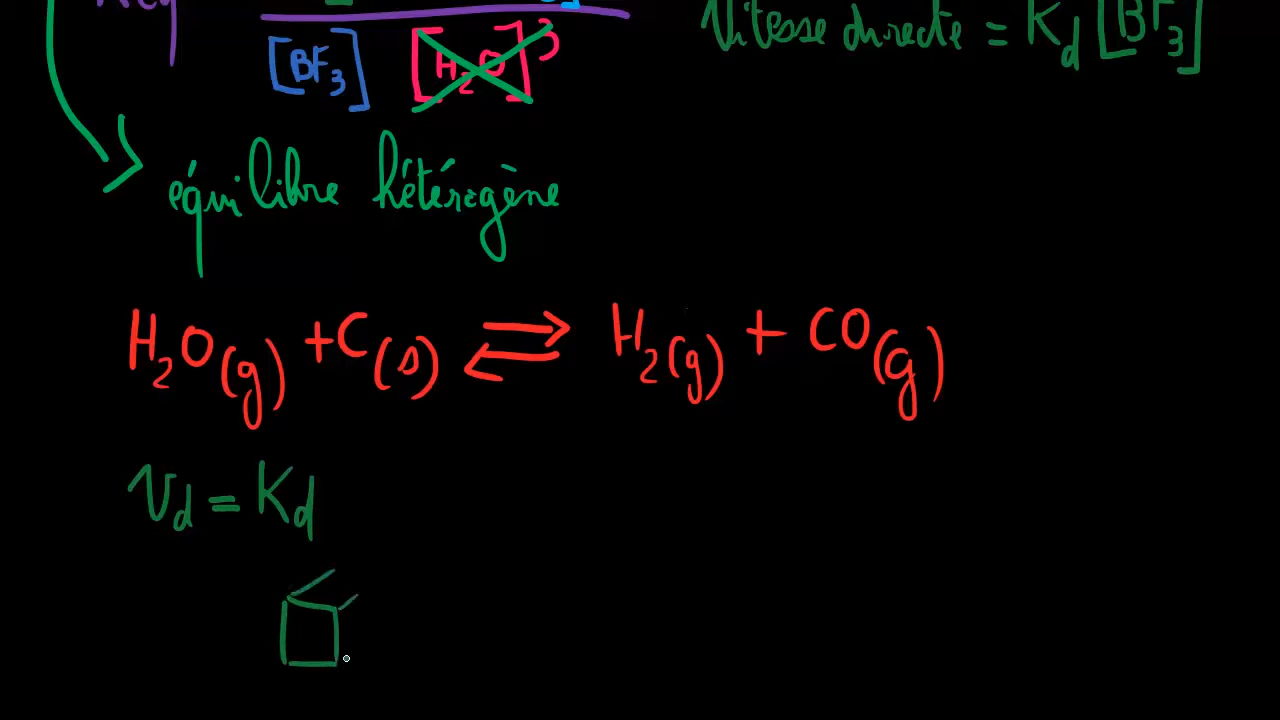 Vitesse directe = Kd [BF3]
[BF3] [H2O]^3
équilibre hétérogène
H2O(g) + C(s) ⇌ H2(g) + CO(g)
Vd = Kd